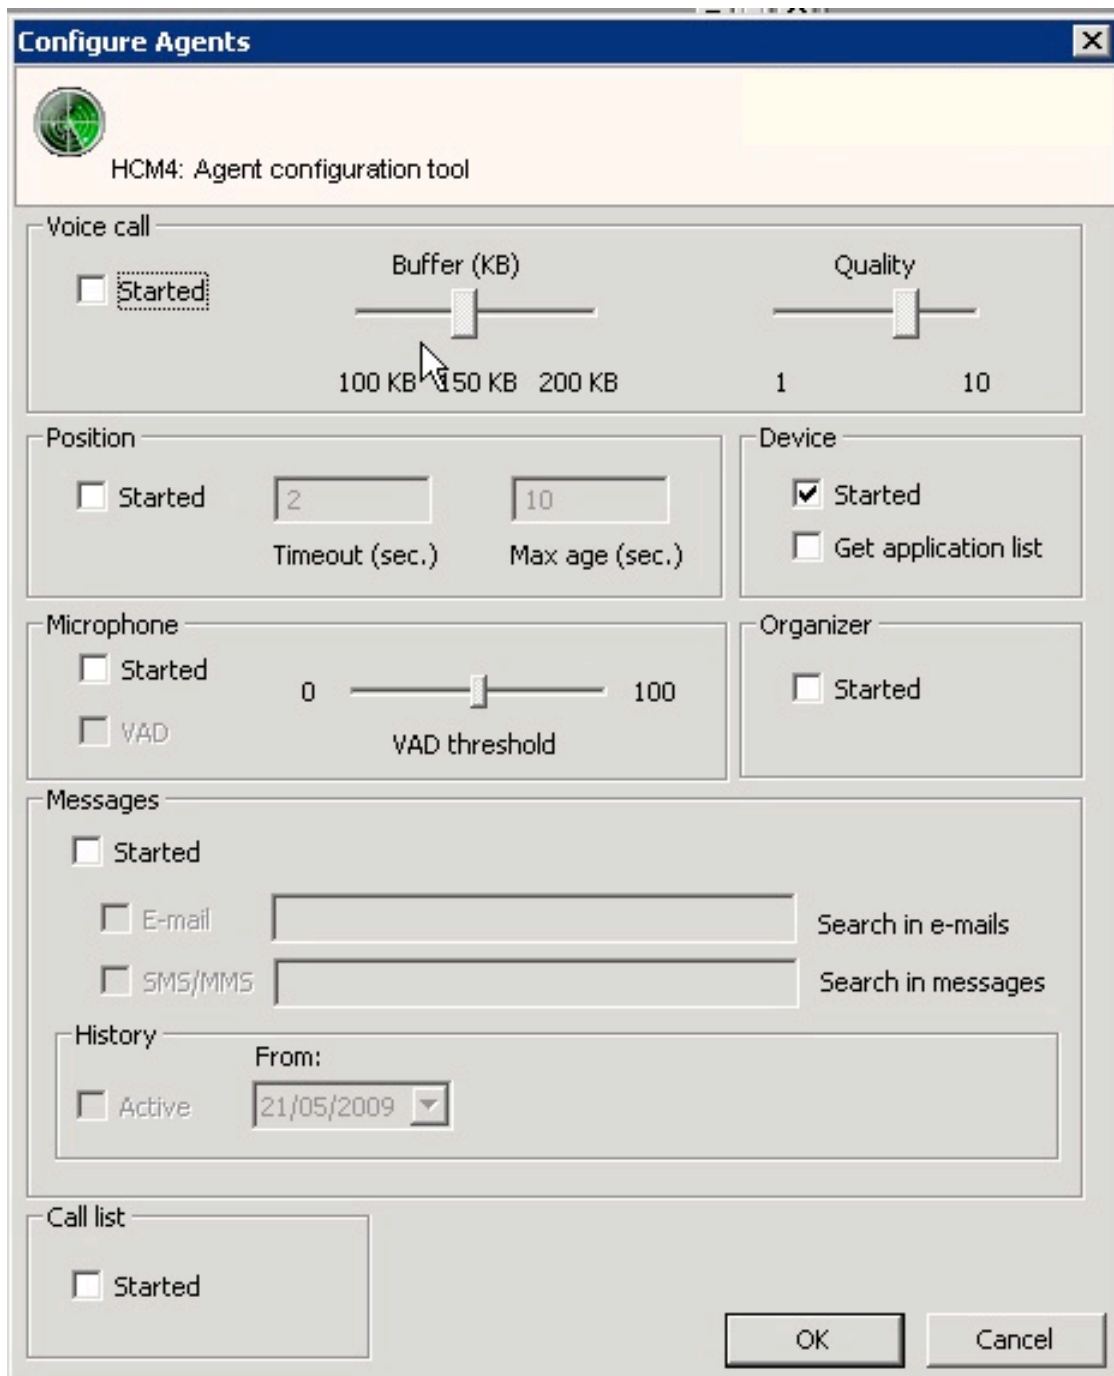 Configure Agents
HCM4: Agent configuration tool
Voice call
Started
Buffer (KB)
100 KB 150 KB 200 KB
Quality
1 10
Position
Started
2
Timeout (sec.)
10
Max age (sec.)
Device
Started
Get application list
Microphone
Started
VAD
0 100
VAD threshold
Organizer
Started
Messages
Started
E-mail
Search in e-mails
SMS/MMS
Search in messages
History
Active
From:
21/05/2009
Call list
Started
OK
Cancel